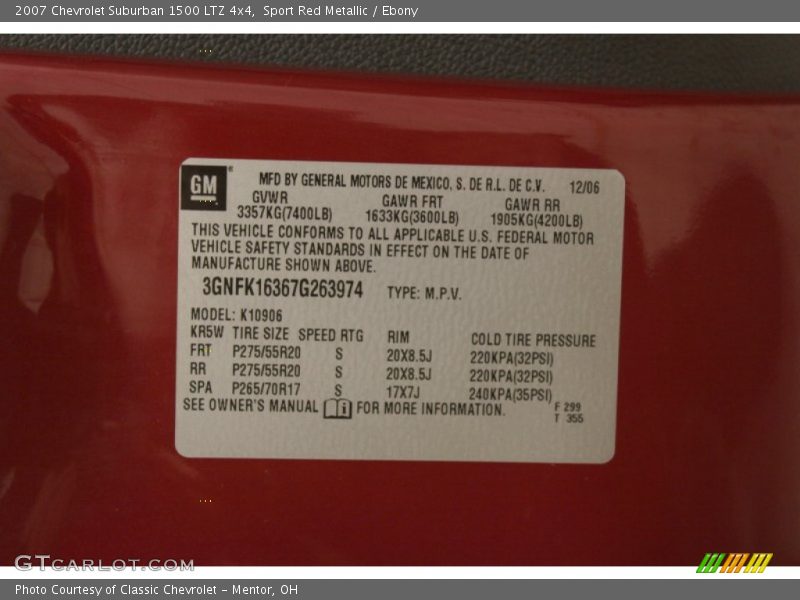 2007 Chevrolet Suburban 1500 LTZ 4x4, Sport Red Metallic / Ebony
GM
MFD BY GENERAL MOTORS DE MEXICO, S. DE R.L. DE C.V. 12/06
GVWR GAWR FRT GAWR RR
3357KG(7400LB) 1633KG(3600LB) 1905KG(4200LB)
THIS VEHICLE CONFORMS TO ALL APPLICABLE U.S. FEDERAL MOTOR
VEHICLE SAFETY STANDARDS IN EFFECT ON THE DATE OF
MANUFACTURE SHOWN ABOVE.
3GNFK16367G263974 TYPE: M.P.V.
MODEL: K10906
KR5W TIRE SIZE SPEED RTG RIM COLD TIRE PRESSURE
FRT P275/55R20 S 20X8.5J 220KPA(32PSI)
RR P275/55R20 S 20X8.5J 220KPA(32PSI)
SPA P265/70R17 S 17X7J 240KPA(35PSI)
SEE OWNER'S MANUAL i FOR MORE INFORMATION. F 299
T 355
GTCARLOT.COM
Photo Courtesy of Classic Chevrolet - Mentor, OH